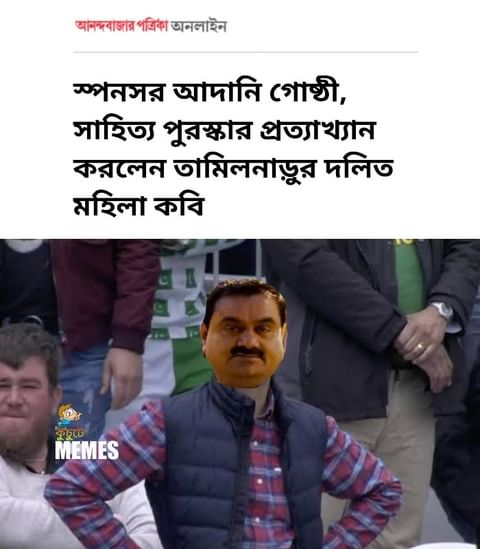 আনন্দবাজার পত্রিকা অনলাইন
স্পনসর আদানি গোষ্ঠী,
সাহিত্য পুরস্কার প্রত্যাখ্যান
করলেন তামিলনাড়ুর দলিত
মহিলা কবি
কুঁচুটে
MEMES